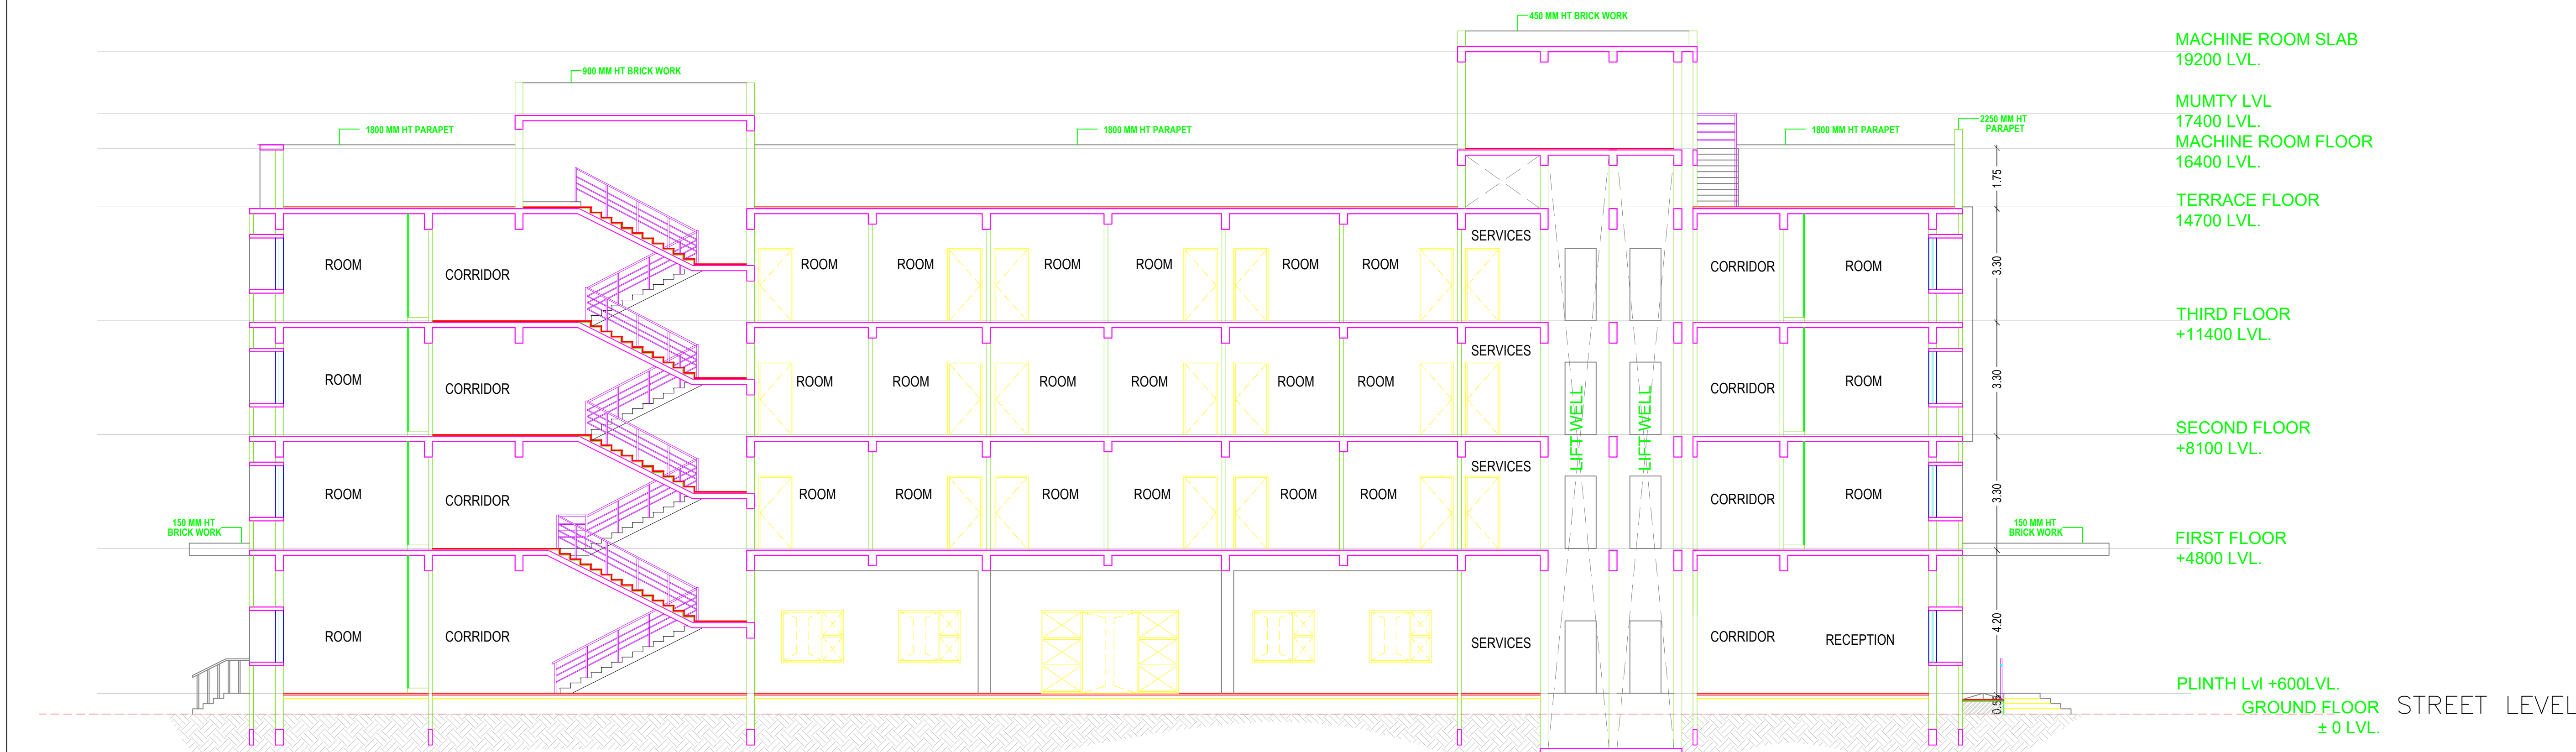 450 MM HT BRICK WORK
MACHINE ROOM SLAB
19200 LVL.
900 MM HT BRICK WORK
MUMTY LVL
17400 LVL.
1800 MM HT PARAPET
1800 MM HT PARAPET
1800 MM HT PARAPET
2250 MM HT
PARAPET
MACHINE ROOM FLOOR
16400 LVL.
1.75
TERRACE FLOOR
14700 LVL.
ROOM
CORRIDOR
ROOM
ROOM
ROOM
ROOM
ROOM
ROOM
SERVICES
CORRIDOR
ROOM
3.30
THIRD FLOOR
+11400 LVL.
ROOM
CORRIDOR
ROOM
ROOM
ROOM
ROOM
ROOM
ROOM
SERVICES
LIFT WELL
LIFT WELL
CORRIDOR
ROOM
3.30
SECOND FLOOR
+8100 LVL.
ROOM
CORRIDOR
ROOM
ROOM
ROOM
ROOM
ROOM
ROOM
SERVICES
CORRIDOR
ROOM
3.30
150 MM HT
BRICK WORK
150 MM HT
BRICK WORK
FIRST FLOOR
+4800 LVL.
ROOM
CORRIDOR
SERVICES
CORRIDOR
RECEPTION
4.20
PLINTH Lvl +600LVL.
0.55
GROUND FLOOR
± 0 LVL.
STREET LEVEL